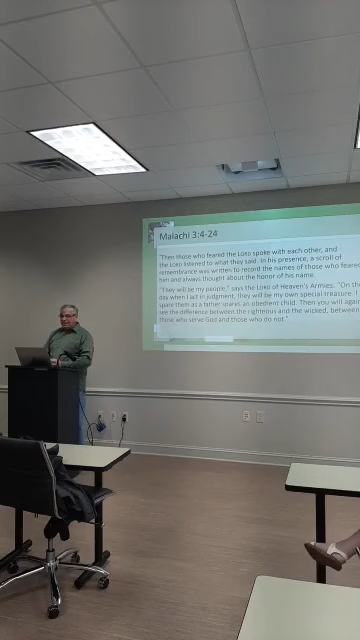 Malachi 3:4-24
"Then those who feared the LORD spoke with each other, and
the LORD listened to what they said. In his presence, a scroll of
remembrance was written to record the names of those who feared
him and always thought about the honor of his name.
"They will be my people," says the LORD of Heaven's Armies. "On the
day when I act in judgment, they will be my own special treasure. I
spare them as a father spares an obedient child. Then you will again
see the difference between the righteous and the wicked, between
those who serve God and those who do not."